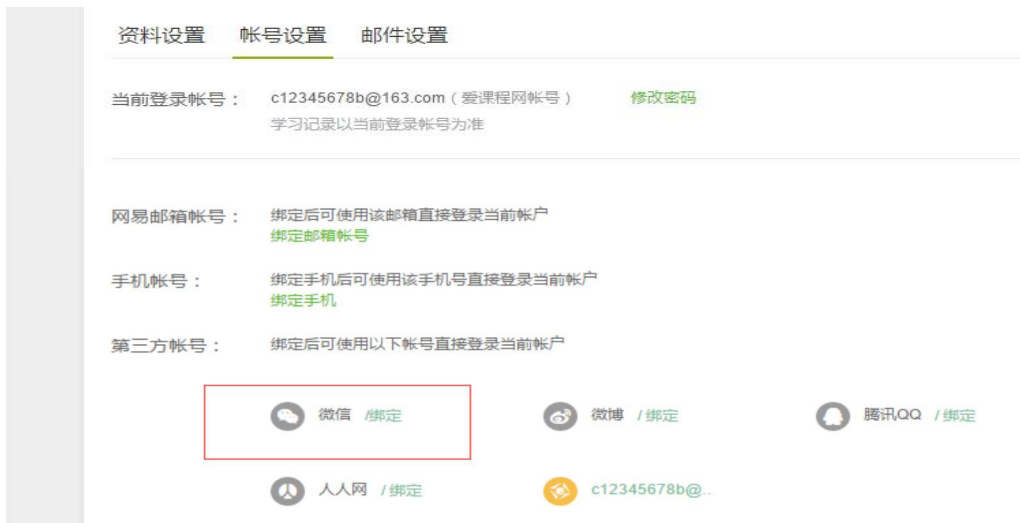 资料设置 帐号设置 邮件设置
当前登录帐号： c12345678b@163.com（爱课程网帐号） 修改密码
学习记录以当前登录帐号为准
网易邮箱帐号： 绑定后可使用该邮箱直接登录当前帐户
绑定邮箱帐号
手机帐号： 绑定手机后可使用该手机号直接登录当前帐户
绑定手机
第三方帐号： 绑定后可使用以下帐号直接登录当前帐户
微信 /绑定 微博 /绑定 腾讯QQ /绑定
人人网 /绑定 c12345678b@..